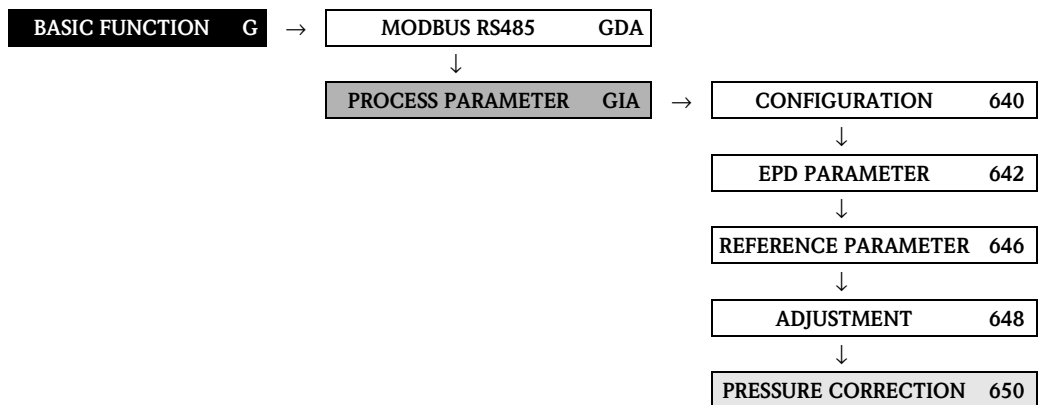 BASIC FUNCTION G → MODBUS RS485 GDA
↓
PROCESS PARAMETER GIA → CONFIGURATION 640
↓
EPD PARAMETER 642
↓
REFERENCE PARAMETER 646
↓
ADJUSTMENT 648
↓
PRESSURE CORRECTION 650